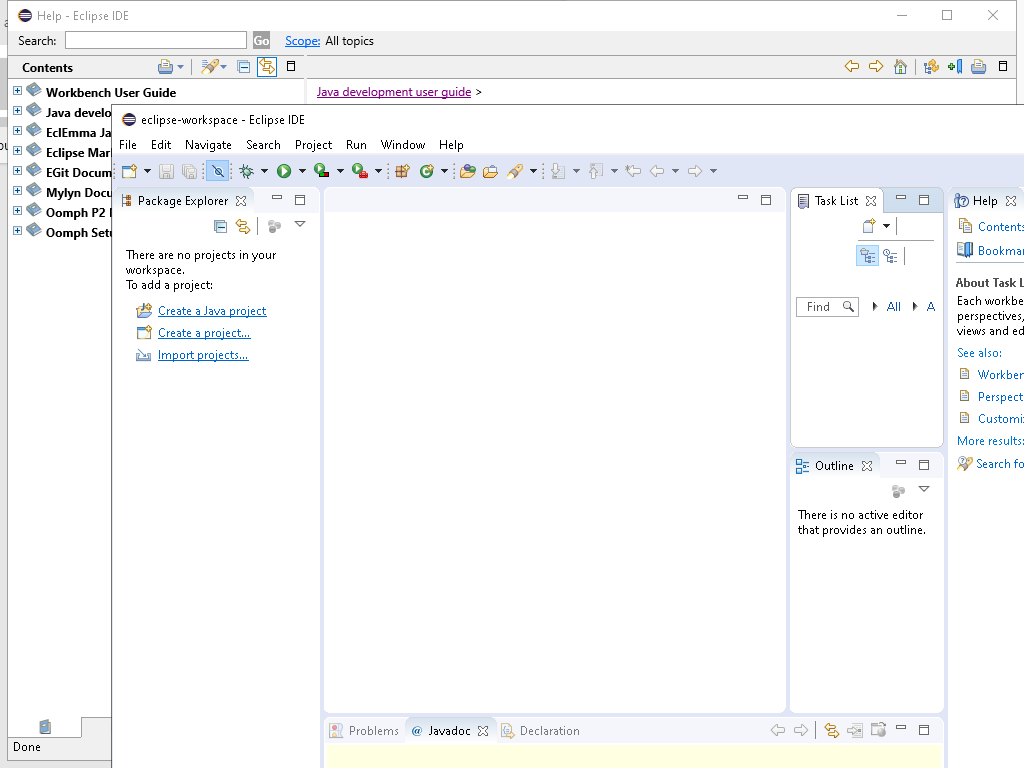 Help - Eclipse IDE
Search:
Go
Scope: All topics
Contents
Java development user guide >
Workbench User Guide
Java develo
EclEmma Ja
Eclipse Mar
EGit Docum
Mylyn Docu
Oomph P2
Oomph Setu
Done
eclipse-workspace - Eclipse IDE
File Edit Navigate Search Project Run Window Help
Package Explorer
There are no projects in your
workspace.
To add a project:
Create a Java project
Create a project...
Import projects...
Task List
Find
All
A
Outline
There is no active editor
that provides an outline.
Help
Contents
Bookmar
About Task L
Each workbe
perspectives,
views and ed
See also:
Workben
Perspect
Customiz
More results:
Search fo
Problems
@ Javadoc
Declaration